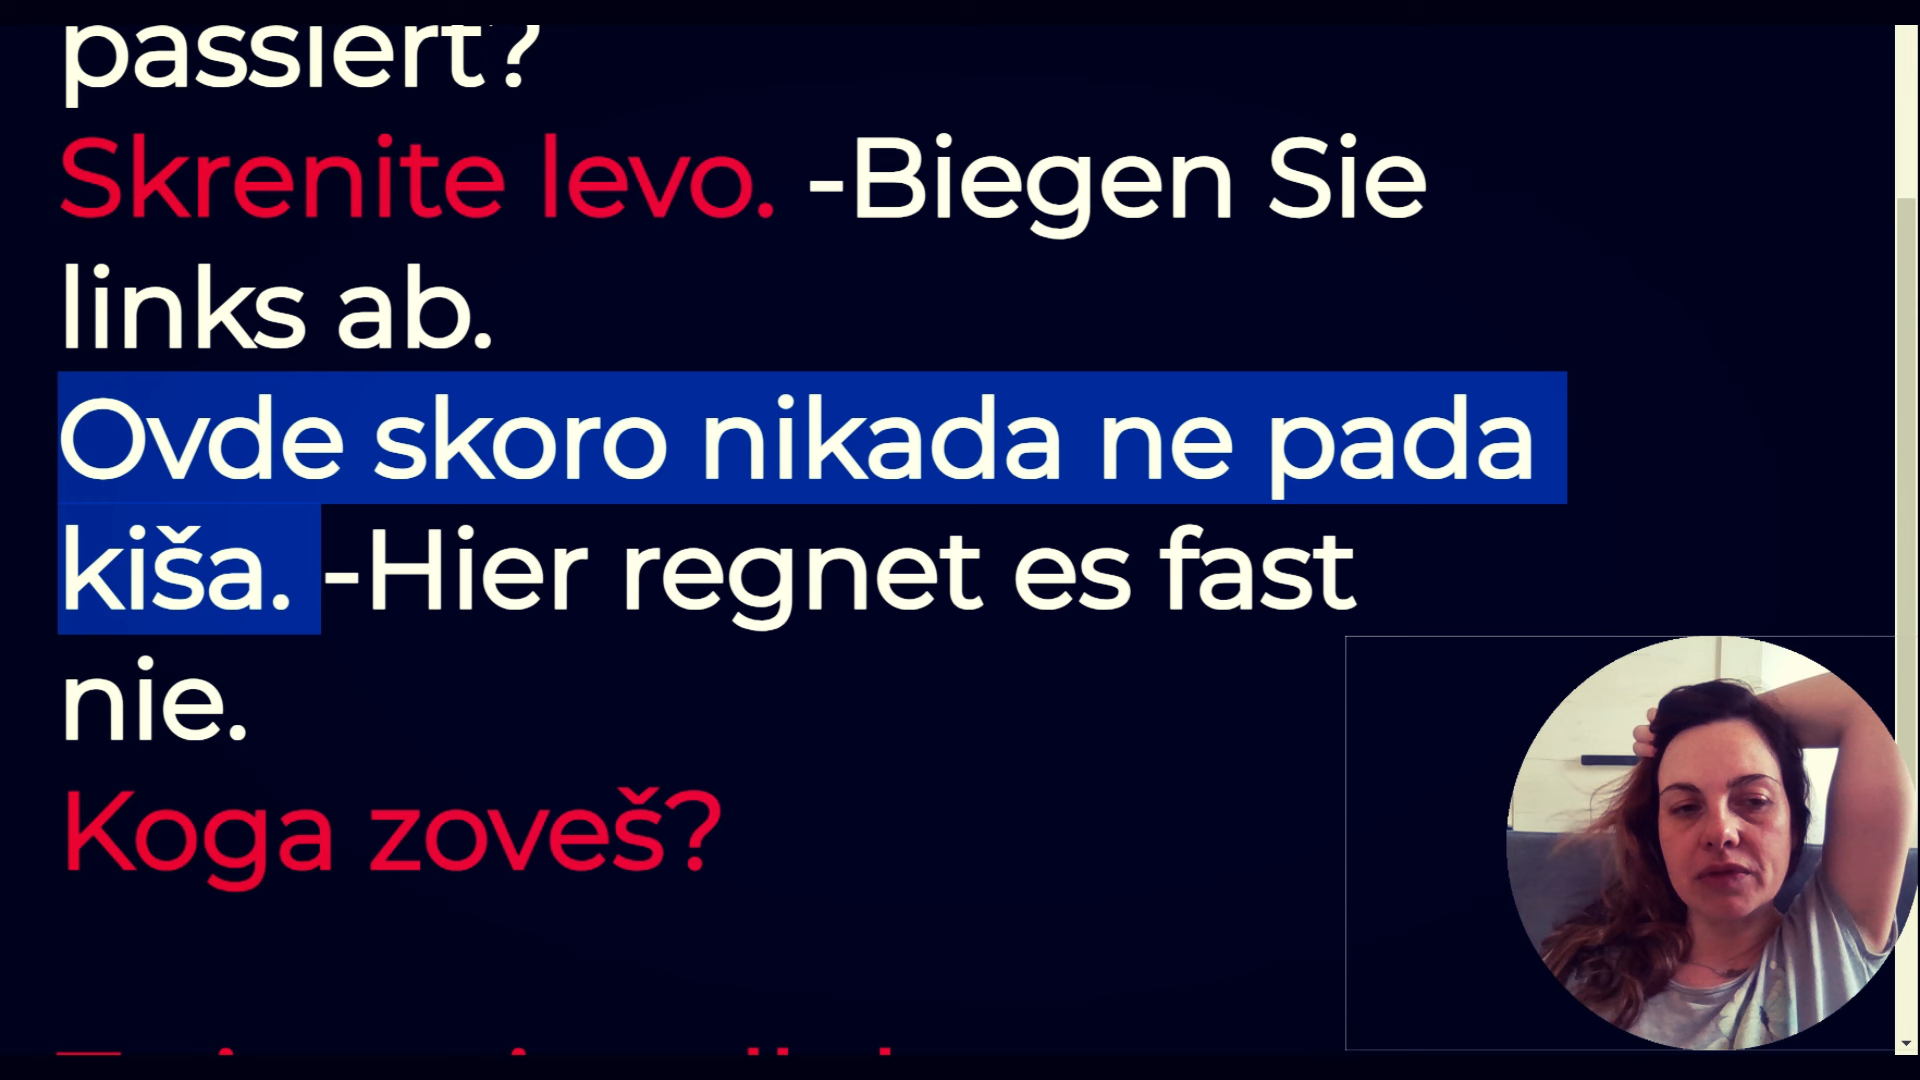 passiert?
Skrenite levo. -Biegen Sie
links ab.
Ovde skoro nikada ne pada
kiša. -Hier regnet es fast
nie.
Koga zoveš?